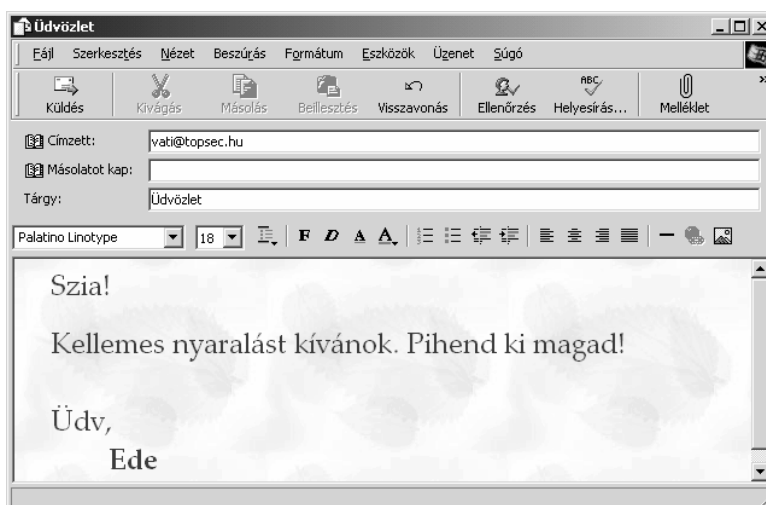 Üdvözlet
Fájl Szerkesztés Nézet Beszúrás Formátum Eszközök Üzenet Súgó
ABC
Küldés Kivágás Másolás Beillesztés Visszavonás Ellenőrzés Helyesírás... Melléklet
Címzett: vati@topsec.hu
Másolatot kap:
Tárgy: Üdvözlet
Palatino Linotype 18 F D A A
Szia!
Kellemes nyaralást kívánok. Pihend ki magad!
Üdv,
Ede